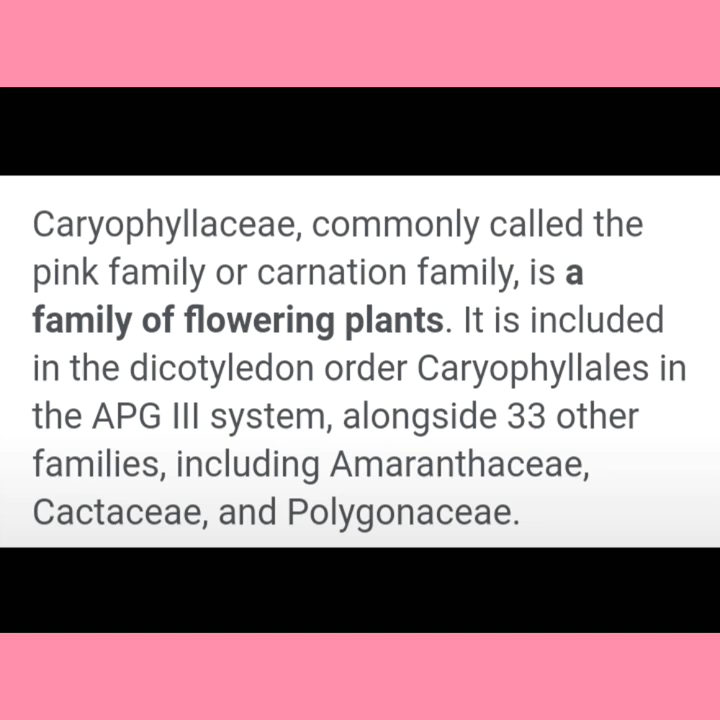 Caryophyllaceae, commonly called the
pink family or carnation family, is a
family of flowering plants. It is included
in the dicotyledon order Caryophyllales in
the APG III system, alongside 33 other
families, including Amaranthaceae,
Cactaceae, and Polygonaceae.